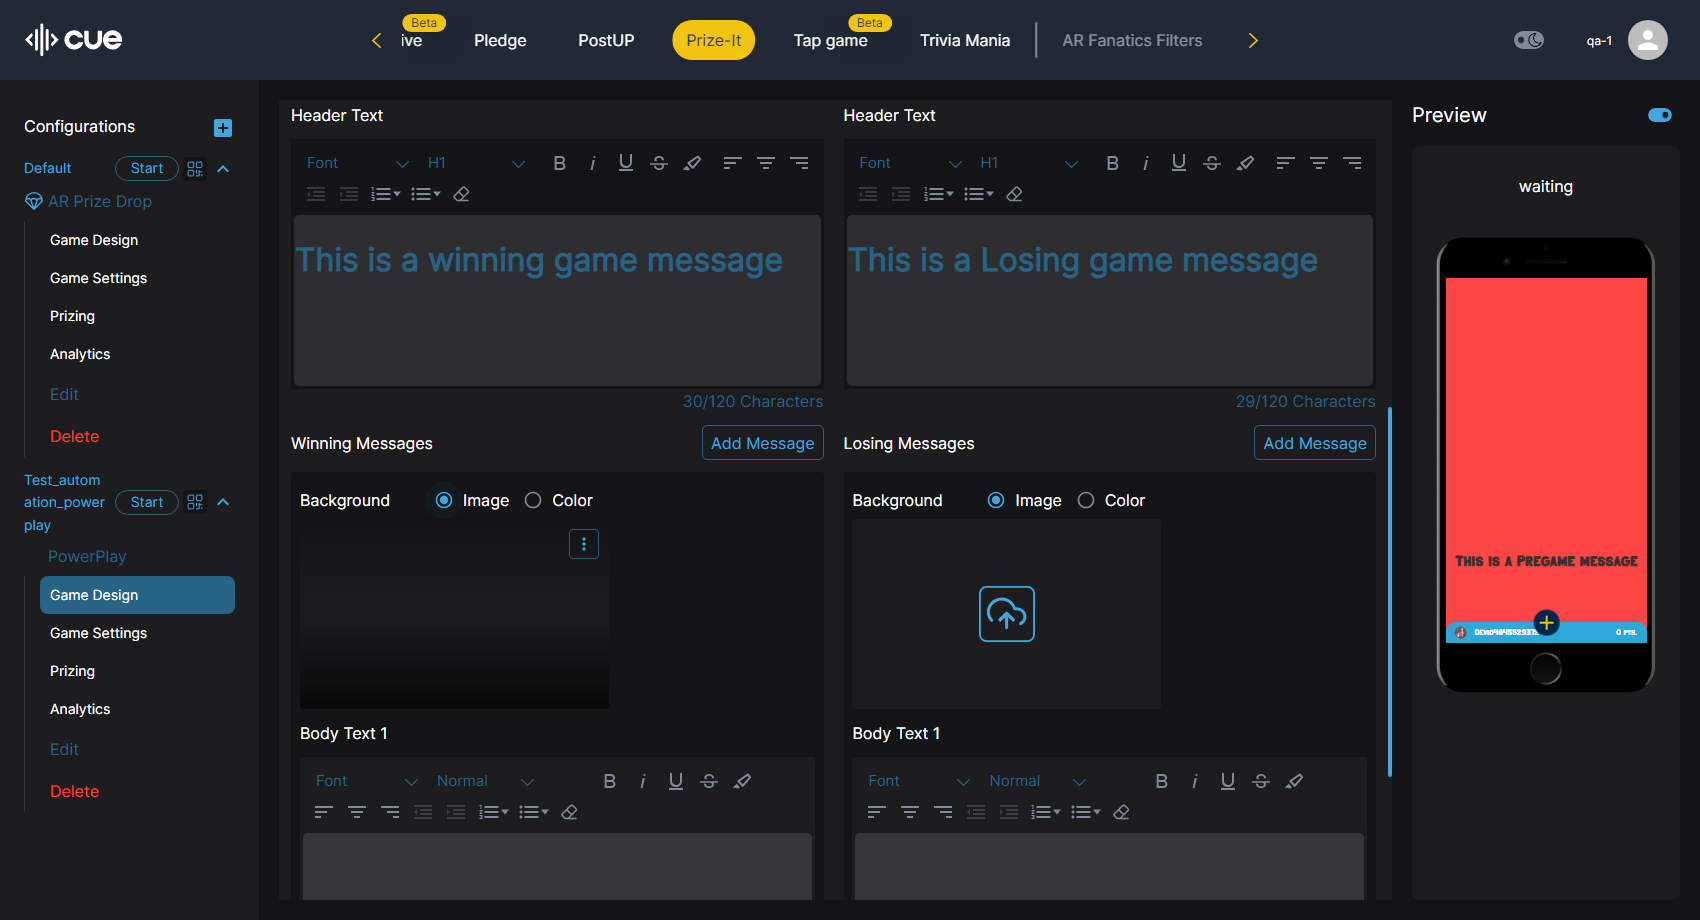 cue
ive
Beta
Pledge
PostUP
Prize-It
Tap game
Beta
Trivia Mania
AR Fanatics Filters
qa-1
Configurations
Default
Start
AR Prize Drop
Game Design
Game Settings
Prizing
Analytics
Edit
Delete
Test_autom
ation_power
play
Start
PowerPlay
Game Design
Game Settings
Prizing
Analytics
Edit
Delete
Header Text
Font
H1
This is a winning game message
30/120 Characters
Winning Messages
Add Message
Background
Image
Color
Body Text 1
Font
Normal
Header Text
Font
H1
This is a Losing game message
29/120 Characters
Losing Messages
Add Message
Background
Image
Color
Body Text 1
Font
Normal
Preview
waiting
This is a Pregame message
0 pts.